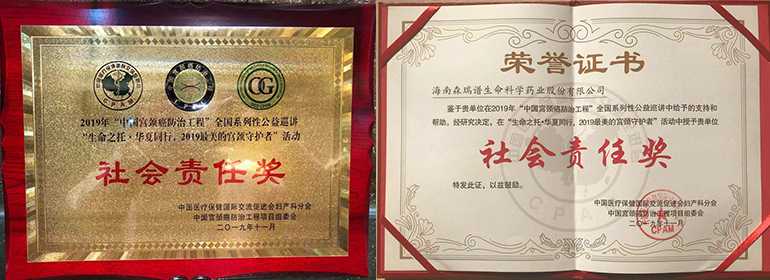 CPAM
CG
2019年“中国宫颈癌防治工程”全国系列性公益巡讲
“生命之托·华夏同行，2019最美的宫颈守护者”活动
社会责任奖
中国医疗保健国际交流促进会妇产科分会
中国宫颈癌防治工程项目组委会
二〇一九年十一月
荣誉证书
海南森瑞谱生命科学药业股份有限公司
鉴于贵单位在2019年“中国宫颈癌防治工程”全国系列性公益巡讲中给予的支持和
帮助。经研究决定，在“生命之托·华夏同行，2019最美的宫颈守护者”活动中授予贵单位
社会责任奖
特发此证，以兹鼓励。
中国医疗保健国际交流促进会妇产科分会
中国宫颈癌防治工程项目组委会
二〇一九年十一月
CPAM
CPAM